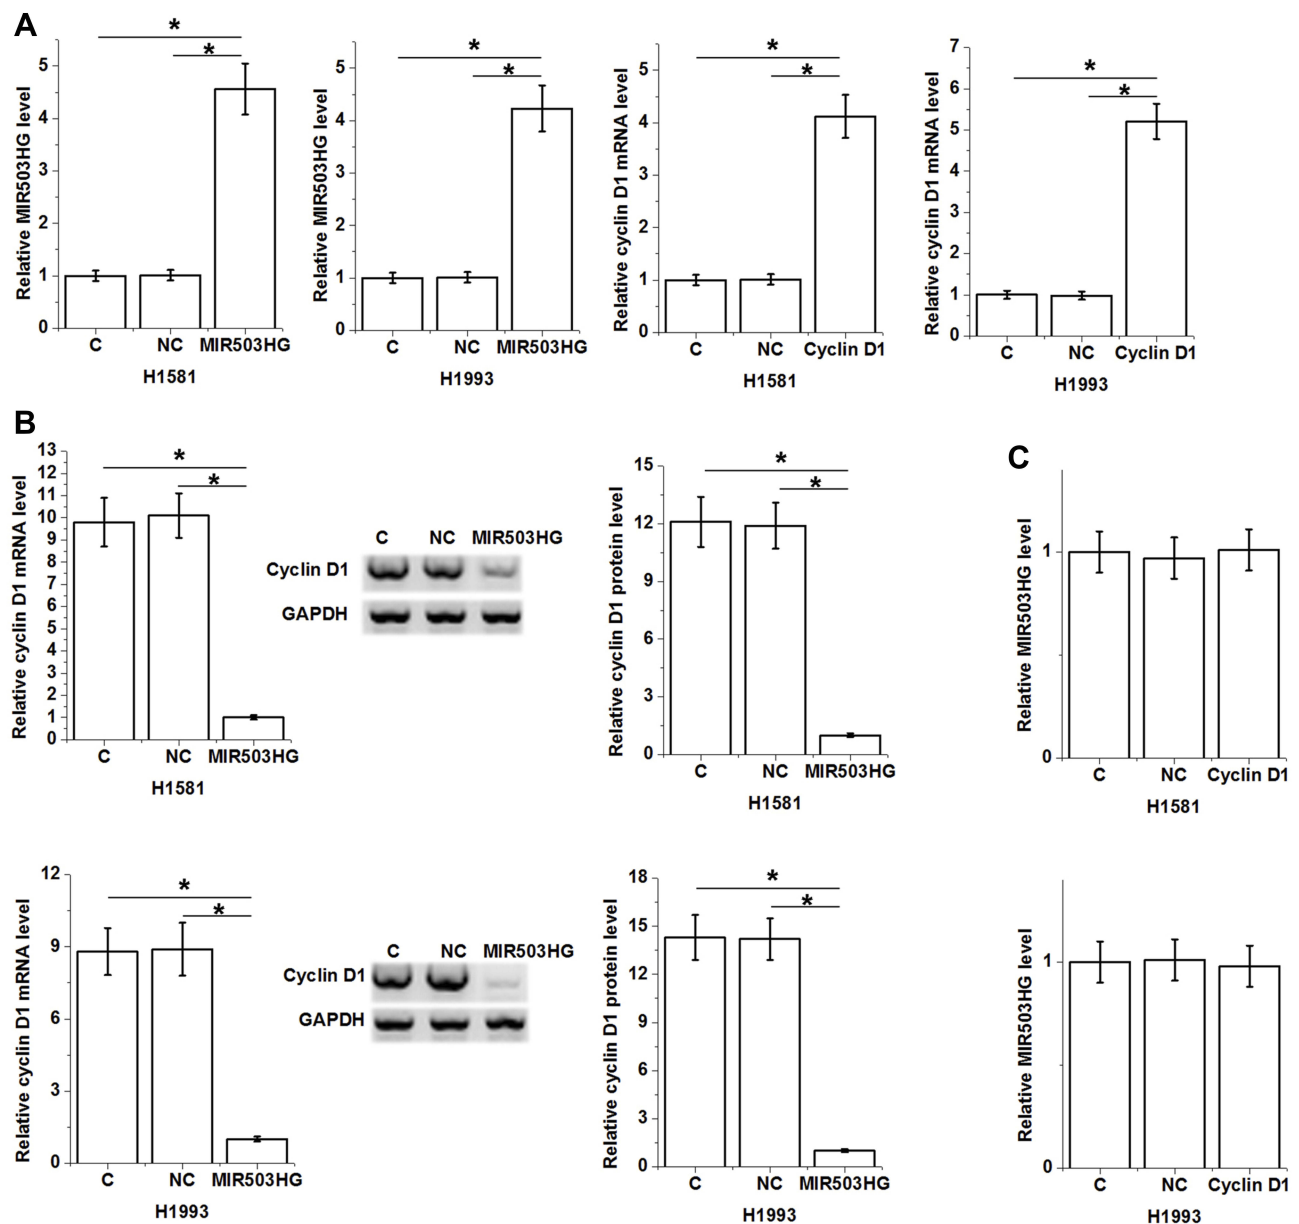 A
Relative MIR503HG level
5
4
3
2
1
0
*
*
C NC MIR503HG
H1581
Relative MIR503HG level
5
4
3
2
1
0
*
*
C NC MIR503HG
H1993
Relative cyclin D1 mRNA level
5
4
3
2
1
0
*
*
C NC Cyclin D1
H1581
Relative cyclin D1 mRNA level
7
6
5
4
3
2
1
0
*
*
C NC Cyclin D1
H1993
B
Relative cyclin D1 mRNA level
13
12
11
10
9
8
7
6
5
4
3
2
1
0
*
*
C NC MIR503HG
H1581
C NC MIR503HG
Cyclin D1
GAPDH
Relative cyclin D1 protein level
15
12
9
6
3
0
*
*
C NC MIR503HG
H1581
C
Relative MIR503HG level
1
0
C NC Cyclin D1
H1581
Relative cyclin D1 mRNA level
12
9
6
3
0
*
*
C NC MIR503HG
H1993
C NC MIR503HG
Cyclin D1
GAPDH
Relative cyclin D1 protein level
18
15
12
9
6
3
0
*
*
C NC MIR503HG
H1993
Relative MIR503HG level
1
0
C NC Cyclin D1
H1993